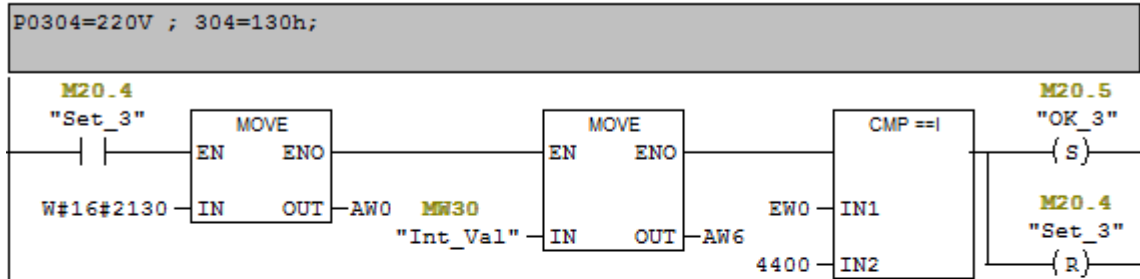 P0304=220V ; 304=130h;
M20.4 M20.5
"Set_3" MOVE MOVE CMP ==I "OK_3"
EN ENO EN ENO (S)
W#16#2130 IN OUT AW0 MW30 EW0 IN1 M20.4
"Int_Val" IN OUT AW6 "Set_3"
4400 IN2 (R)